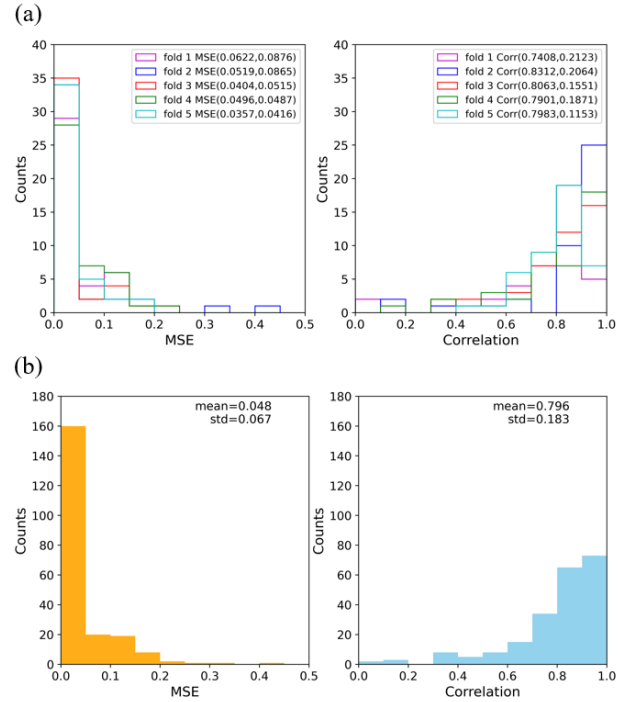 (a)
40
35
30
25
20
15
10
5
0
Counts
0.0 0.1 0.2 0.3 0.4 0.5
MSE
fold 1 MSE(0.0622,0.0876)
fold 2 MSE(0.0519,0.0865)
fold 3 MSE(0.0404,0.0515)
fold 4 MSE(0.0496,0.0487)
fold 5 MSE(0.0357,0.0416)
40
35
30
25
20
15
10
5
0
Counts
0.0 0.2 0.4 0.6 0.8 1.0
Correlation
fold 1 Corr(0.7408,0.2123)
fold 2 Corr(0.8312,0.2064)
fold 3 Corr(0.8063,0.1551)
fold 4 Corr(0.7901,0.1871)
fold 5 Corr(0.7983,0.1153)
(b)
180
160
140
120
100
80
60
40
20
0
Counts
0.0 0.1 0.2 0.3 0.4 0.5
MSE
mean=0.048
std=0.067
180
160
140
120
100
80
60
40
20
0
Counts
0.0 0.2 0.4 0.6 0.8 1.0
Correlation
mean=0.796
std=0.183